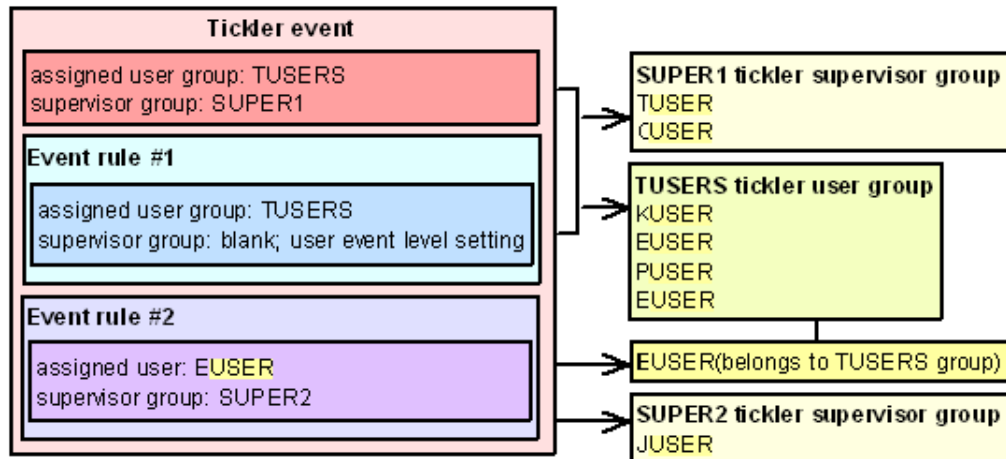 Tickler event
assigned user group: TUSERS
supervisor group: SUPER1
Event rule #1
assigned user group: TUSERS
supervisor group: blank; user event level setting
Event rule #2
assigned user: EUSER
supervisor group: SUPER2
SUPER1 tickler supervisor group
TUSER
CUSER
TUSERS tickler user group
KUSER
EUSER
PUSER
EUSER
EUSER(belongs to TUSERS group)
SUPER2 tickler supervisor group
JUSER